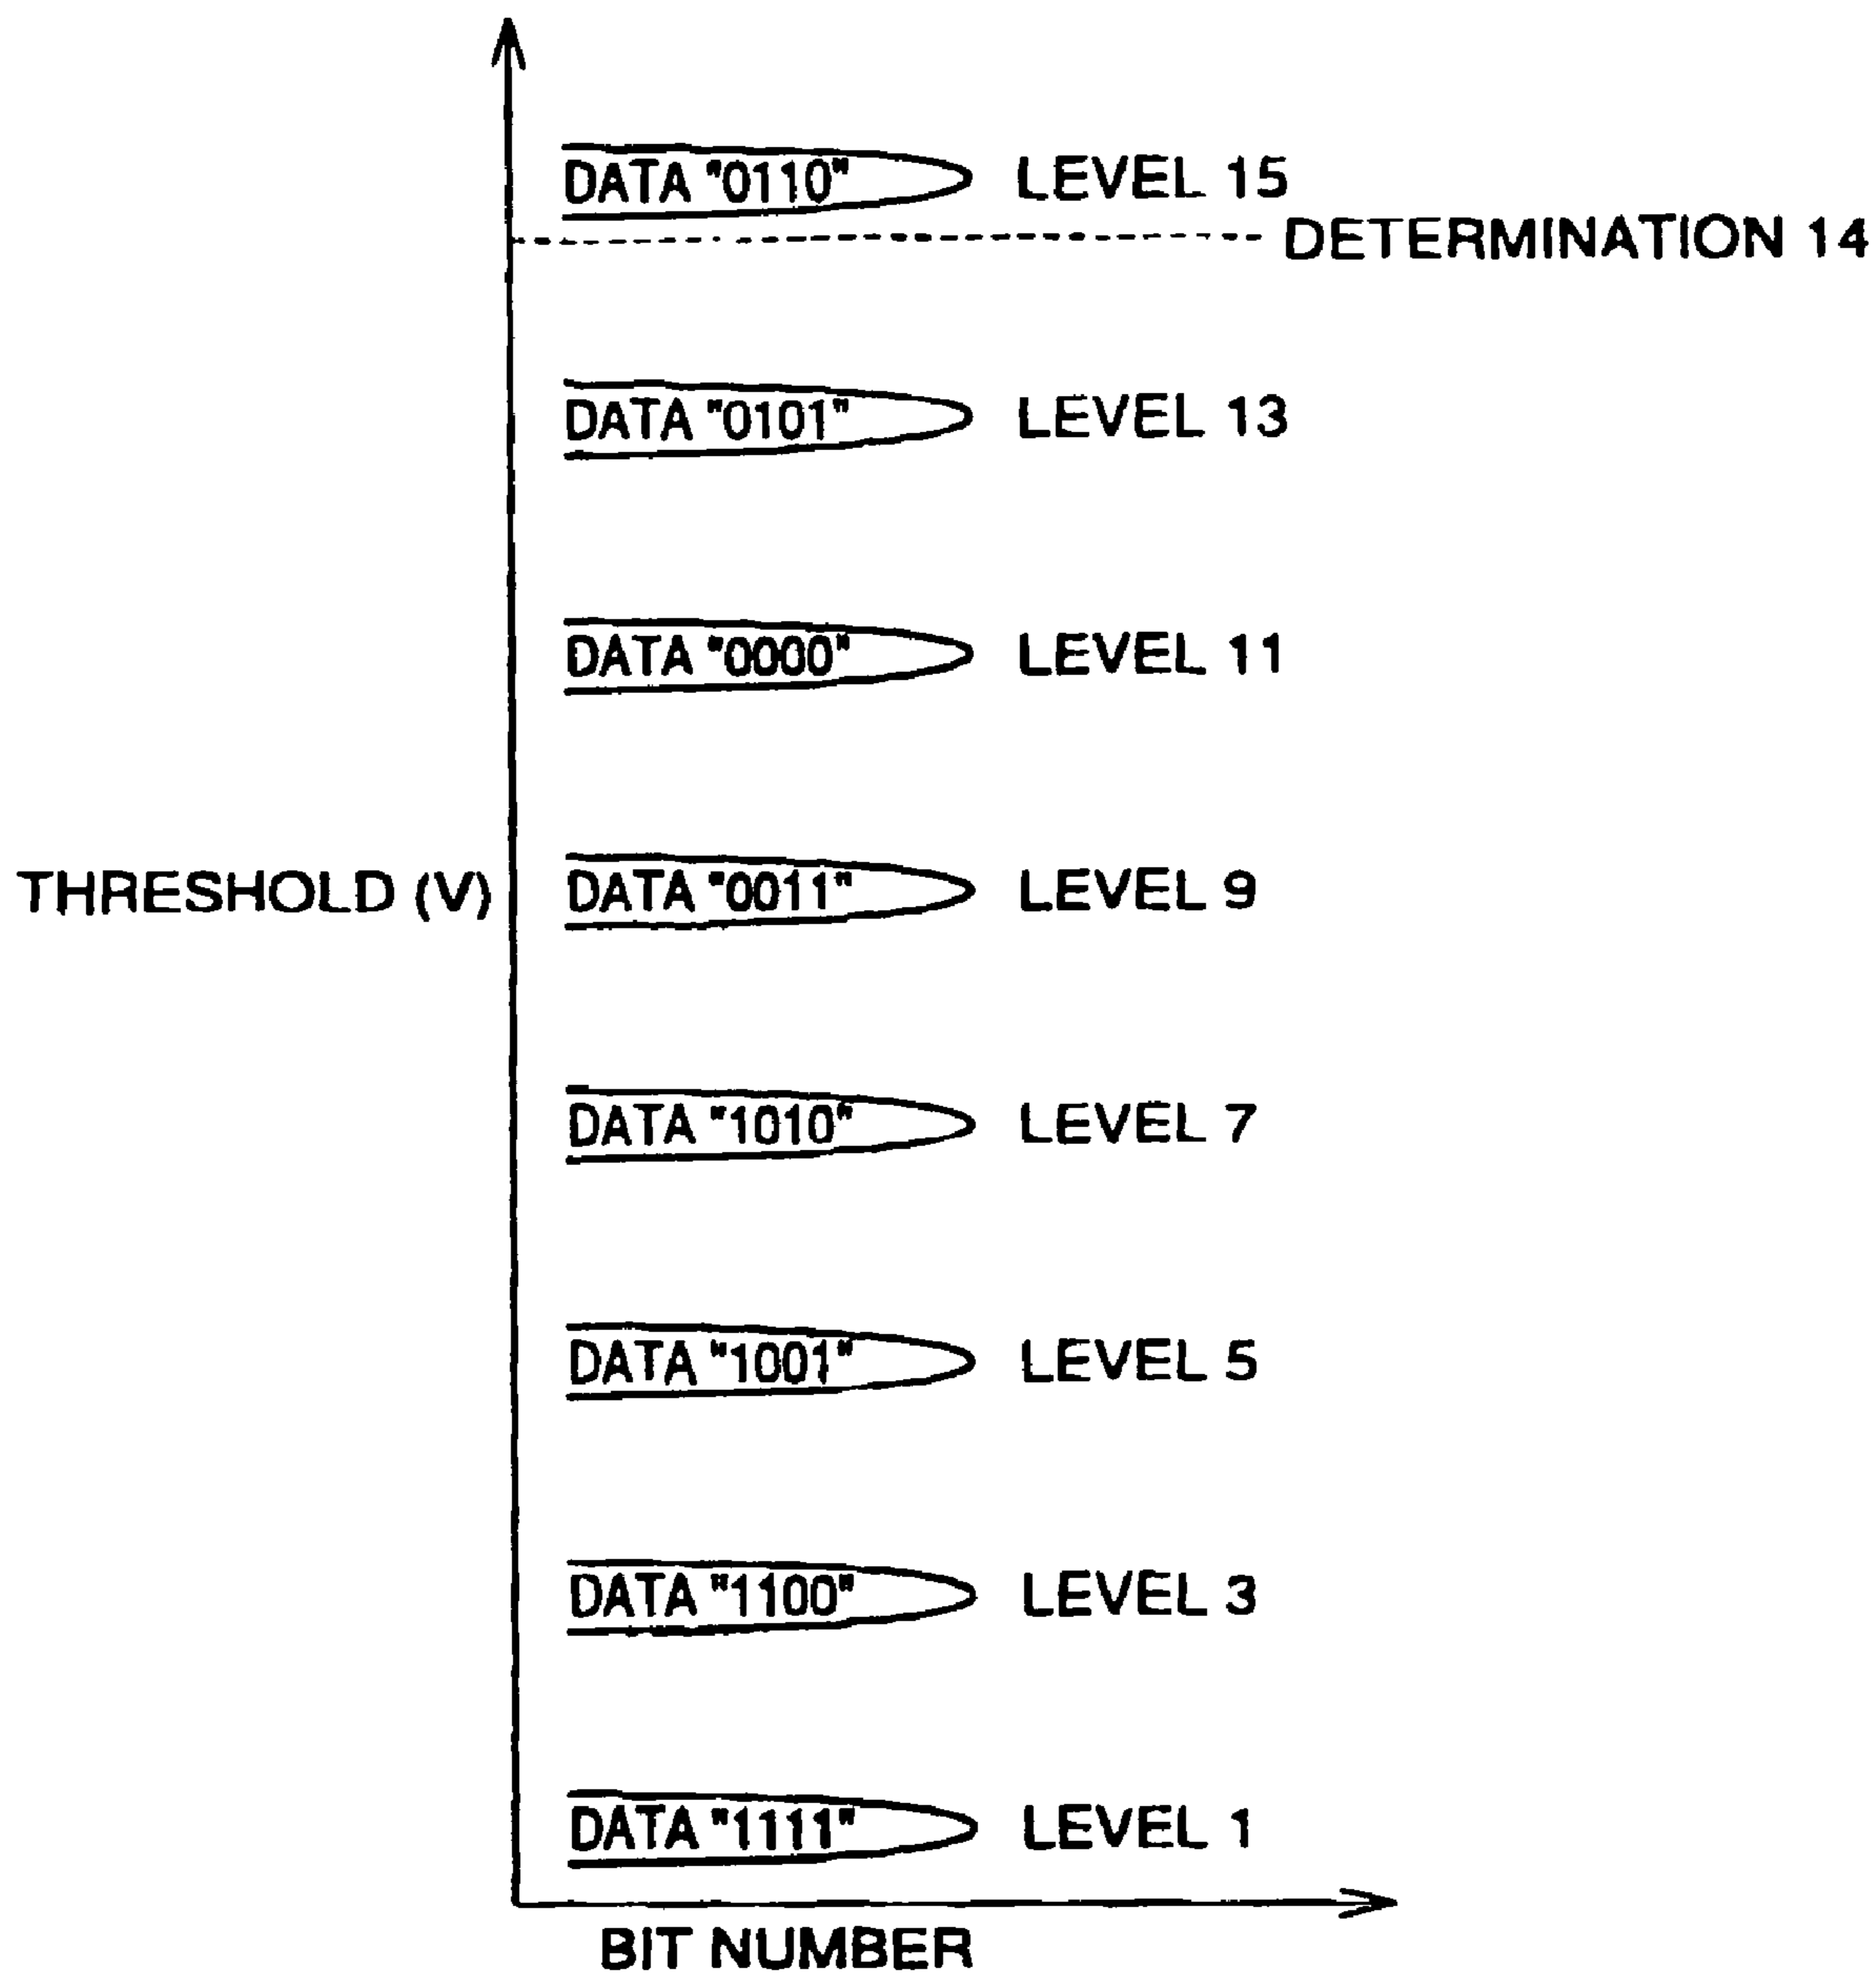 DATA "0110" LEVEL 15
DETERMINATION 14
DATA "0101" LEVEL 13
DATA "0000" LEVEL 11
THRESHOLD (V) DATA "0011" LEVEL 9
DATA "1010" LEVEL 7
DATA "1001" LEVEL 5
DATA "1100" LEVEL 3
DATA "1111" LEVEL 1
BIT NUMBER